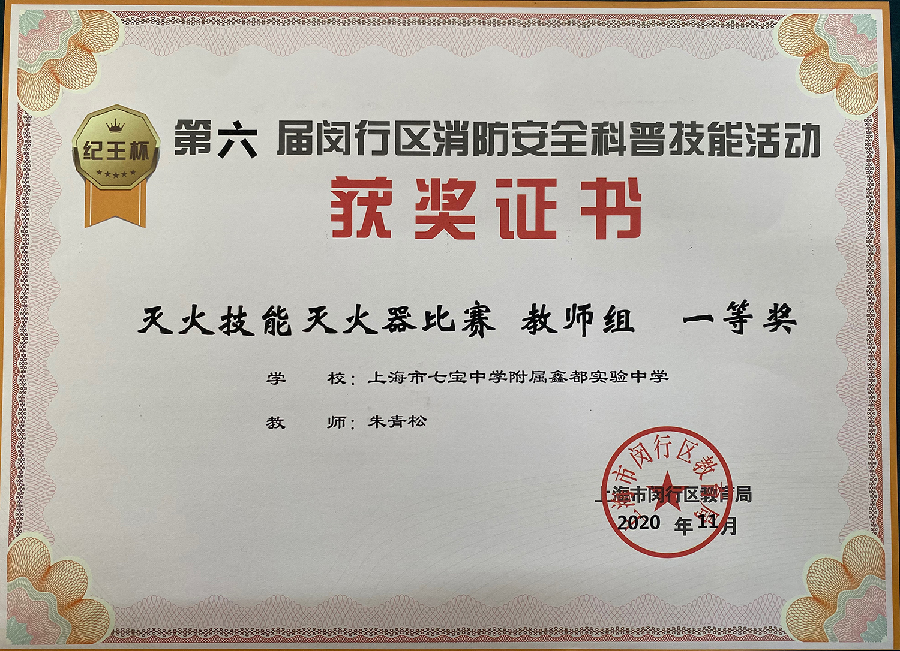 纪王杯
第六届闵行区消防安全科普技能活动
获奖证书
灭火技能灭火器比赛 教师组 一等奖
学 校：上海市七宝中学附属鑫都实验中学
教 师：朱青松
上海市闵行区教育局
2020 年 11月
上海市闵行区教育局